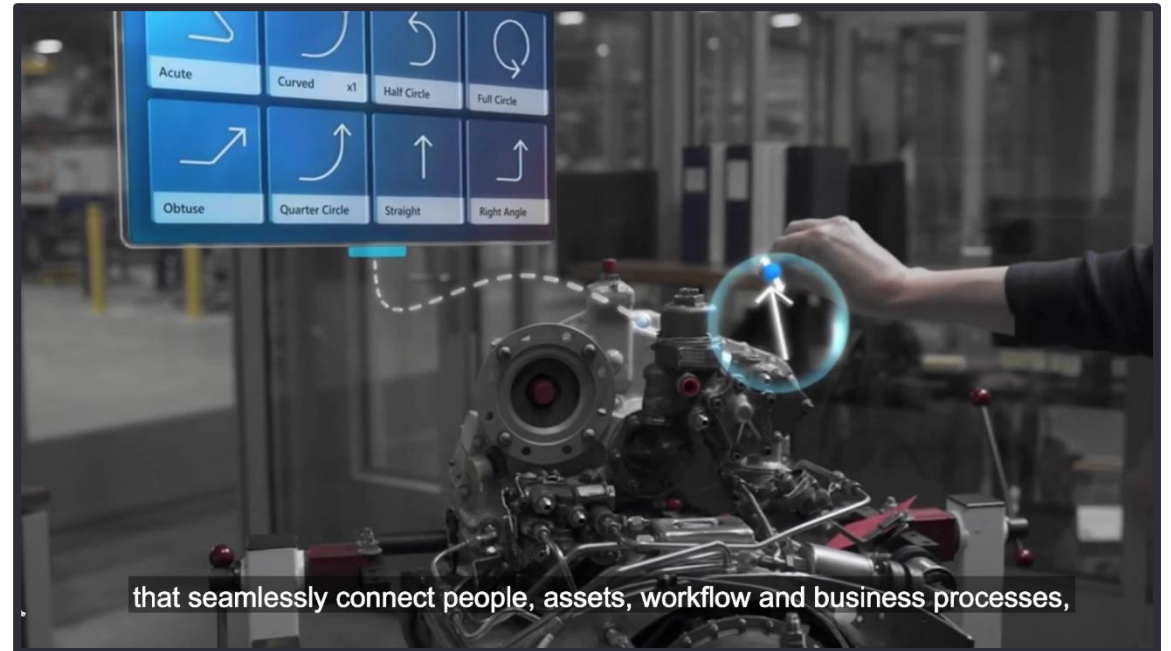 Acute
Curved x1
Half Circle
Full Circle
Obtuse
Quarter Circle
Straight
Right Angle
that seamlessly connect people, assets, workflow and business processes,